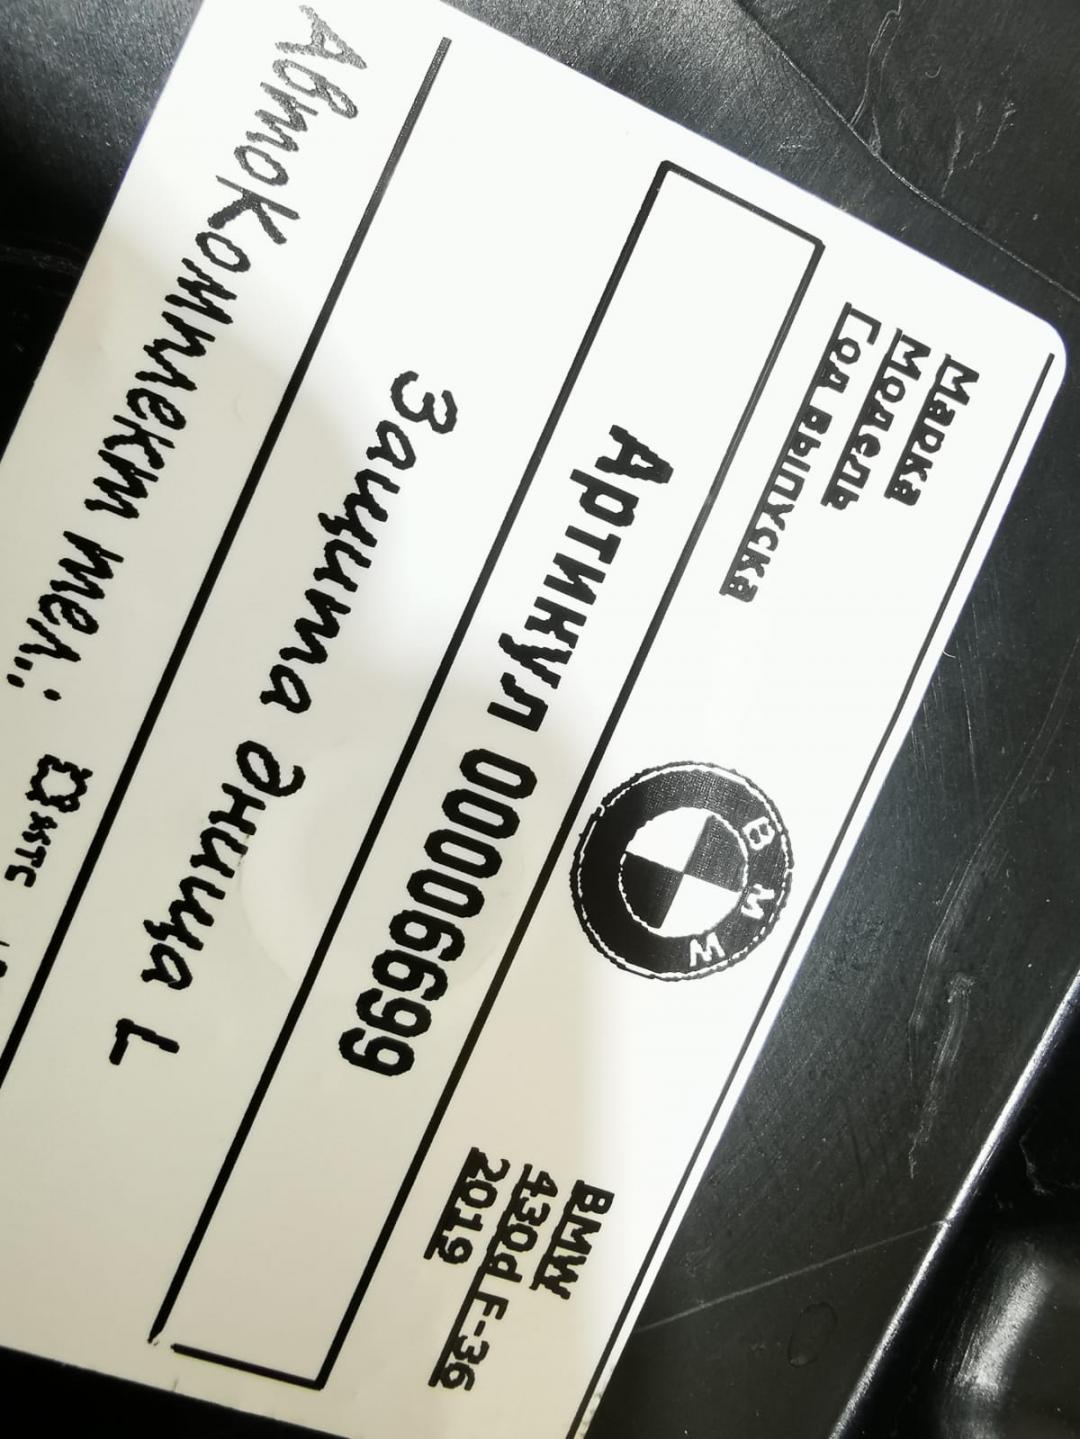 Марка
Модель
Год выпуска
BMW
BMW
430d F-36
2019
Артикул 00006699
Защита днища L
АвтоКомплект тел.: